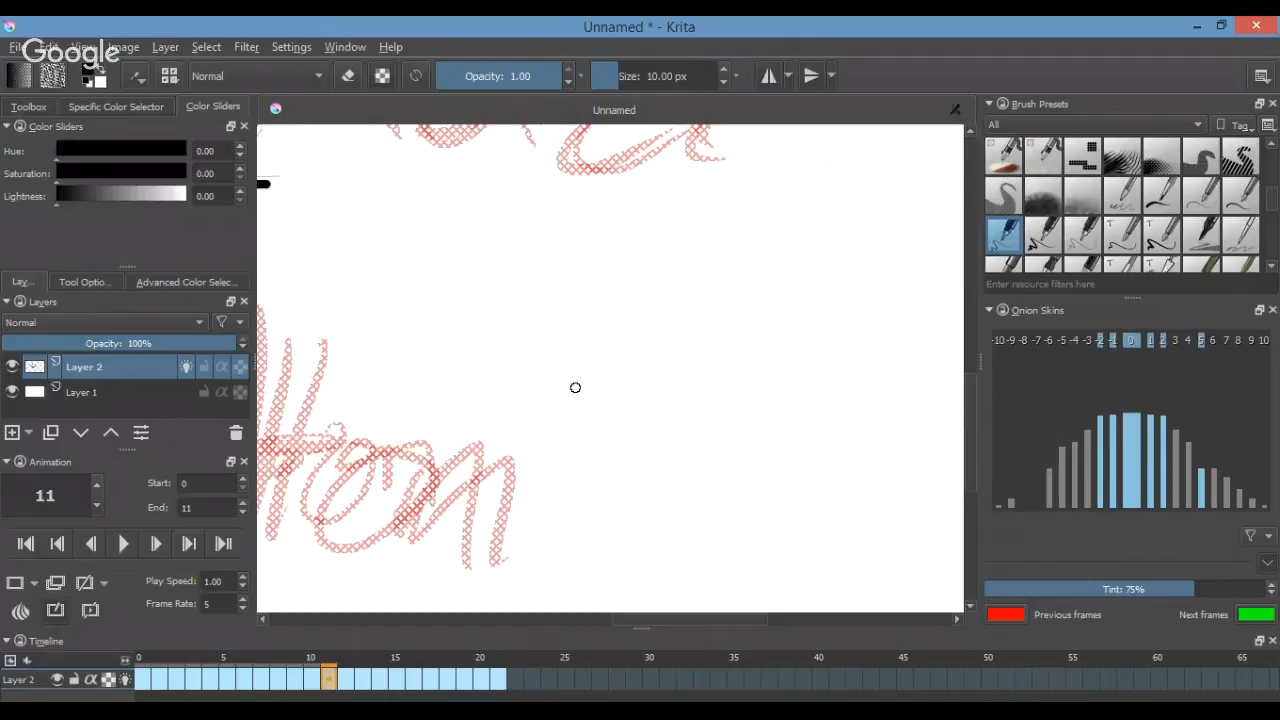 Unnamed * - Krita
File Edit View Image Layer Select Filter Settings Window Help
Google
Normal Opacity: 1.00 Size: 10.00 px
Toolbox Specific Color Selector Color Sliders
Unnamed
Brush Presets
Color Sliders
All Tag
Hue: 0.00
Saturation: 0.00
Lightness: 0.00
Lay... Tool Optio... Advanced Color Selec...
Enter resource filters here
Layers
Onion Skins
Normal
-10 -9 -8 -7 -6 -5 -4 -3 -2 -1 0 1 2 3 4 5 6 7 8 9 10
Opacity: 100%
Layer 2
Layer 1
Animation
11
Start: 0
End: 11
Play Speed: 1.00
Frame Rate: 5
Tint: 75%
Previous frames Next frames
Timeline
0 5 10 15 20 25 30 35 40 45 50 55 60 65
Layer 2